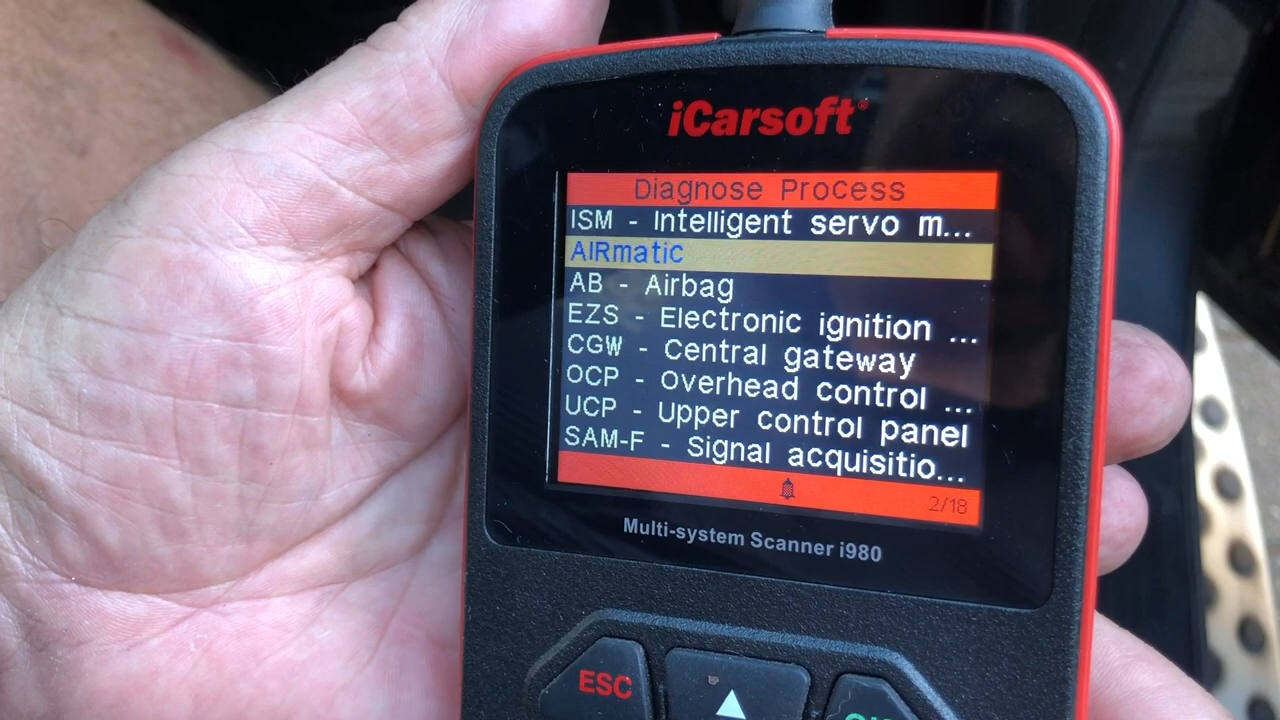 iCarsoft®
Diagnose Process
ISM - Intelligent servo m...
AIRmatic
AB - Airbag
EZS - Electronic ignition ...
CGW - Central gateway
OCP - Overhead control ...
UCP - Upper control panel
SAM-F - Signal acquisitio...
2/18
Multi-system Scanner i980
ESC